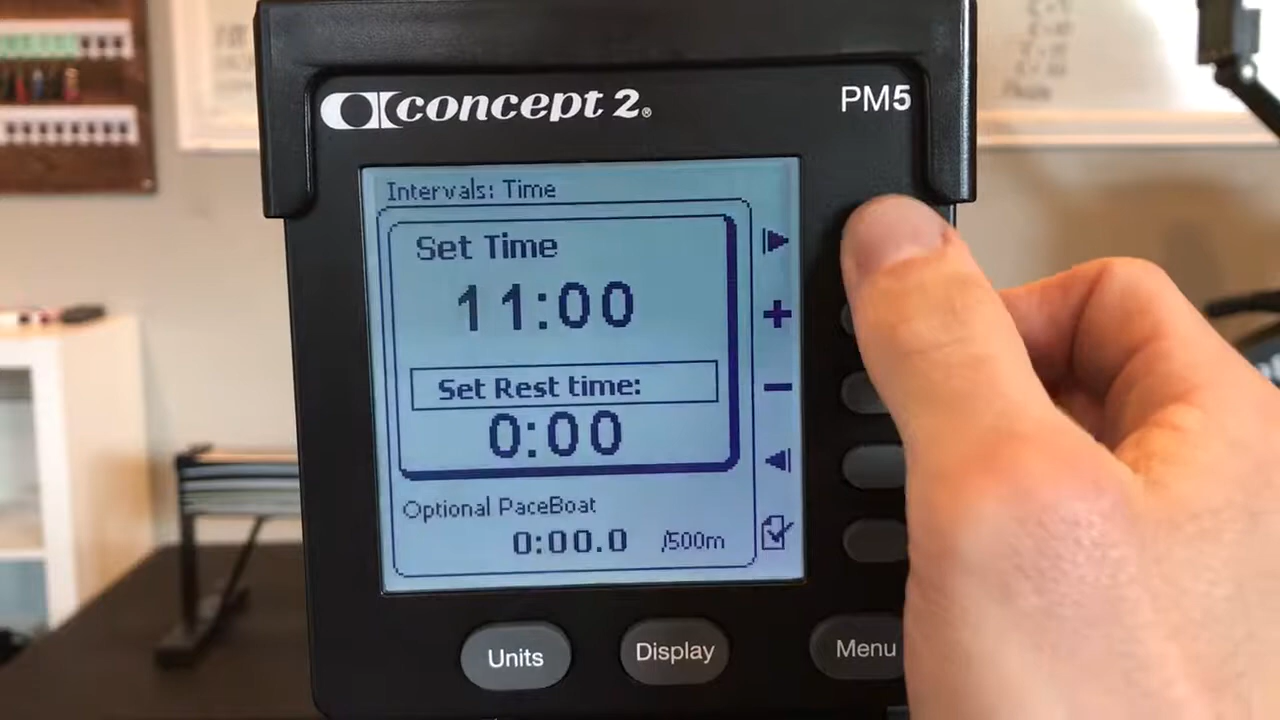 concept 2®
PM5
Intervals: Time
Set Time
11:00
Set Rest time:
0:00
Optional PaceBoat
0:00.0 /500m
Units
Display
Menu